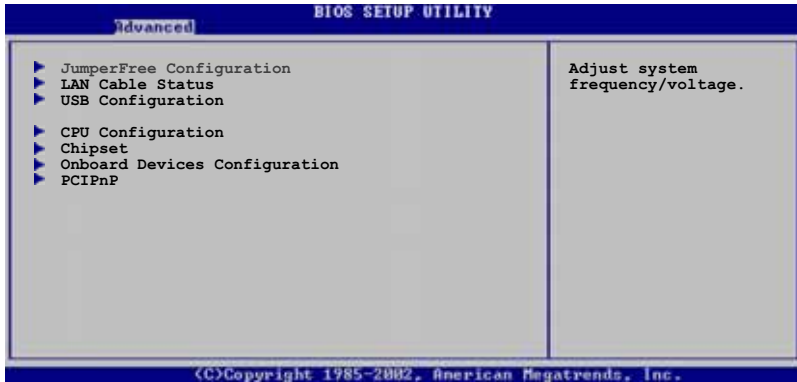 BIOS SETUP UTILITY
Advanced
JumperFree Configuration
LAN Cable Status
USB Configuration
CPU Configuration
Chipset
Onboard Devices Configuration
PCIPnP
Adjust system
frequency/voltage.
(C)Copyright 1985-2002, American Megatrends, Inc.